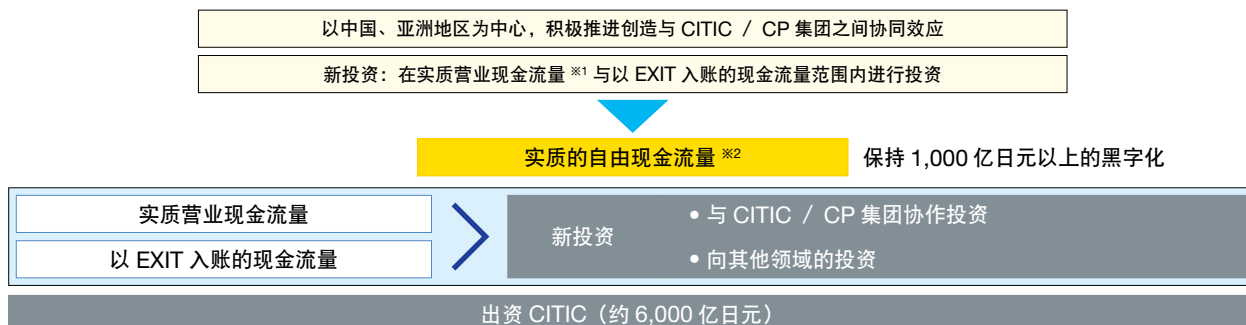 以中国、亚洲地区为中心，积极推进创造与 CITIC / CP 集团之间协同效应
新投资：在实质营业现金流量 ※1 与以 EXIT 入账的现金流量范围内进行投资
实质的自由现金流量 ※2 保持 1,000 亿日元以上的黑字化
实质营业现金流量
以 EXIT 入账的现金流量
新投资
• 与 CITIC / CP 集团协作投资
• 向其他领域的投资
出资 CITIC（约 6,000 亿日元）